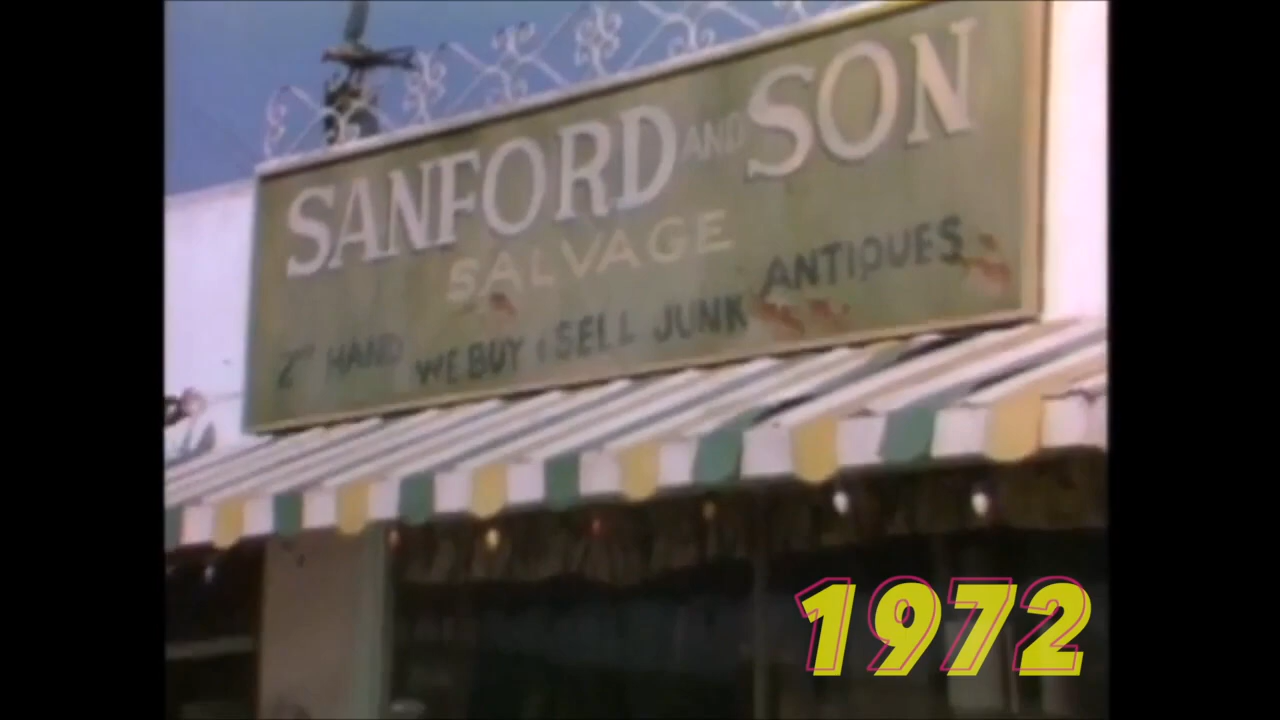 SANFORD AND SON
SALVAGE
2ND HAND WE BUY & SELL JUNK ANTIQUES
1972